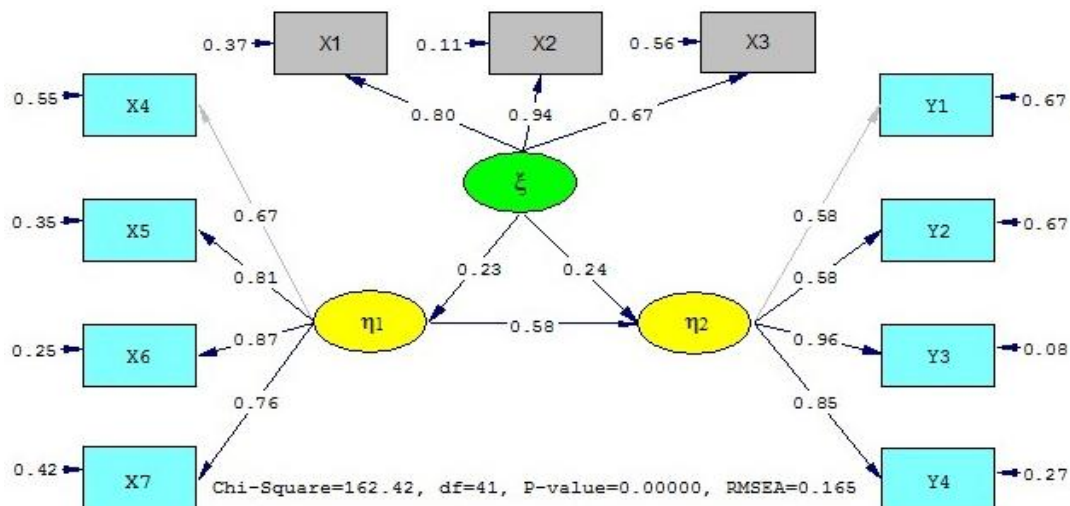 0.37 X1 0.11 X2 0.56 X3
0.55 X4 0.80 0.94 0.67 Y1 0.67
ξ
0.35 X5 0.67 0.58 Y2 0.67
0.81 0.23 0.24 0.58
η1 0.58 η2
0.25 X6 0.87 0.96 Y3 0.08
0.76 0.85
0.42 X7 Y4 0.27
Chi-Square=162.42, df=41, P-value=0.00000, RMSEA=0.165